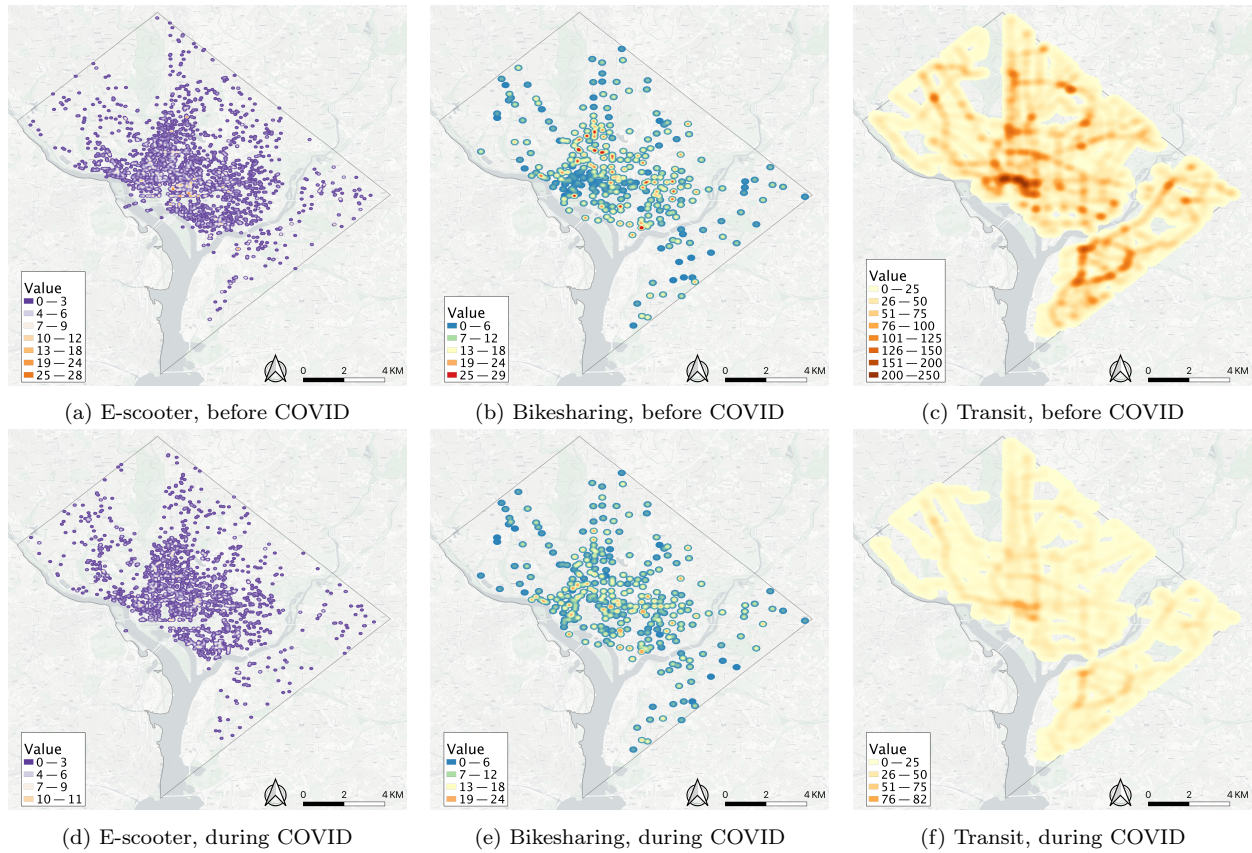 Value
0 — 3
4 — 6
7 — 9
10 — 12
13 — 18
19 — 24
25 — 28
0 2 4 KM
(a) E-scooter, before COVID
Value
0 — 6
7 — 12
13 — 18
19 — 24
25 — 29
0 2 4 KM
(b) Bikesharing, before COVID
Value
0 — 25
26 — 50
51 — 75
76 — 100
101 — 125
126 — 150
151 — 200
200 — 250
0 2 4 KM
(c) Transit, before COVID
Value
0 — 3
4 — 6
7 — 9
10 — 11
0 2 4 KM
(d) E-scooter, during COVID
Value
0 — 6
7 — 12
13 — 18
19 — 24
0 2 4 KM
(e) Bikesharing, during COVID
Value
0 — 25
26 — 50
51 — 75
76 — 82
0 2 4 KM
(f) Transit, during COVID